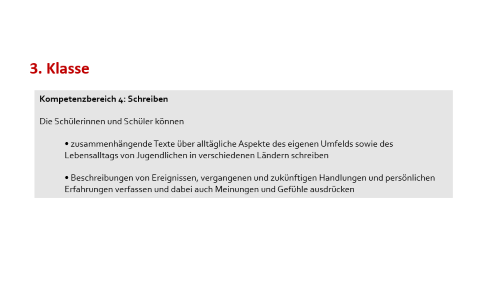 3. Klasse
Kompetenzbereich 4: Schreiben
Die Schülerinnen und Schüler können
• zusammenhängende Texte über alltägliche Aspekte des eigenen Umfelds sowie des
Lebensalltags von Jugendlichen in verschiedenen Ländern schreiben
• Beschreibungen von Ereignissen, vergangenen und zukünftigen Handlungen und persönlichen
Erfahrungen verfassen und dabei auch Meinungen und Gefühle ausdrücken